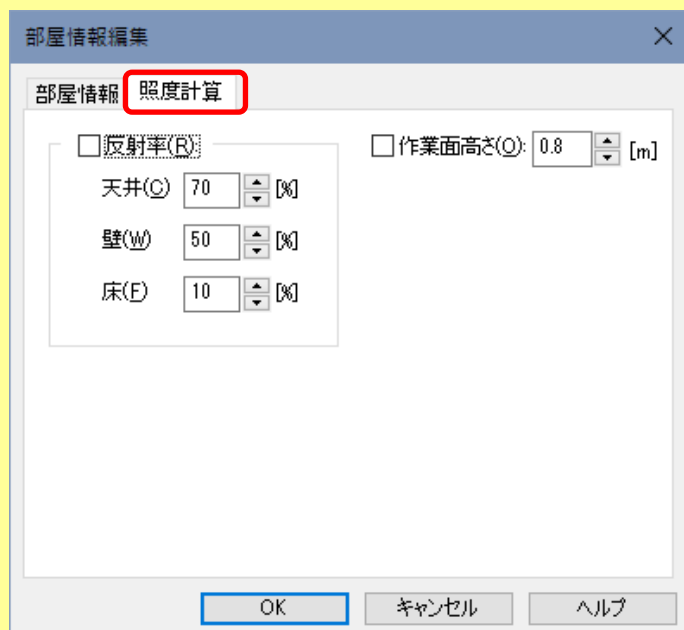 部屋情報編集
部屋情報 照度計算
反射率(R):
作業面高さ(O): 0.8 [m]
天井(C) 70 [%]
壁(W) 50 [%]
床(F) 10 [%]
OK キャンセル ヘルプ